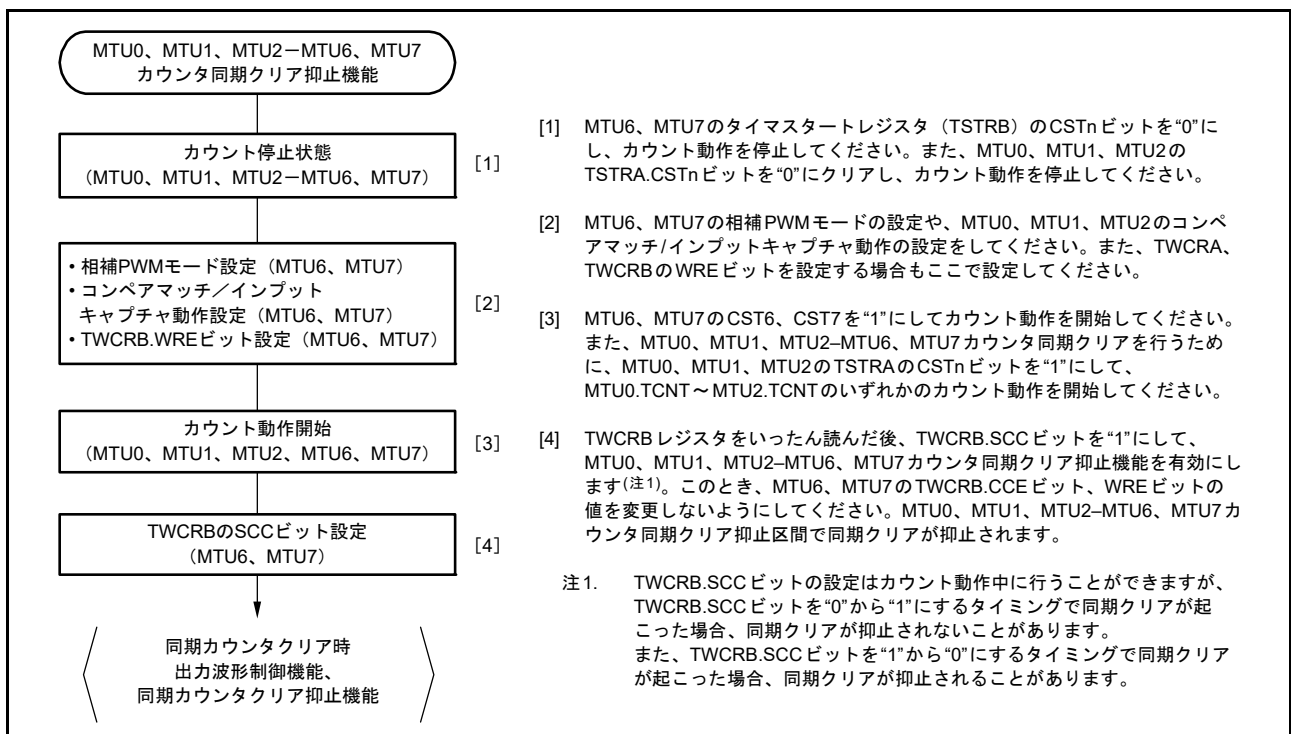 MTU0、MTU1、MTU2－MTU6、MTU7
カウンタ同期クリア抑止機能
カウント停止状態
（MTU0、MTU1、MTU2－MTU6、MTU7）
[1]
• 相補PWMモード設定（MTU6、MTU7）
• コンペアマッチ／インプット
キャプチャ動作設定（MTU6、MTU7）
• TWCRB.WREビット設定（MTU6、MTU7）
[2]
カウント動作開始
（MTU0、MTU1、MTU2、MTU6、MTU7）
[3]
TWCRBのSCCビット設定
（MTU6、MTU7）
[4]
同期カウンタクリア時
出力波形制御機能、
同期カウンタクリア抑止機能
[1] MTU6、MTU7のタイマスタートレジスタ（TSTRB）のCSTnビットを“0”に
し、カウント動作を停止してください。また、MTU0、MTU1、MTU2の
TSTRA.CSTnビットを“0”にクリアし、カウント動作を停止してください。
[2] MTU6、MTU7の相補PWMモードの設定や、MTU0、MTU1、MTU2のコンペ
アマッチ/インプットキャプチャ動作の設定をしてください。また、TWCRA、
TWCRBのWREビットを設定する場合もここで設定してください。
[3] MTU6、MTU7のCST6、CST7を“1”にしてカウント動作を開始してください。
また、MTU0、MTU1、MTU2–MTU6、MTU7カウンタ同期クリアを行うため
に、MTU0、MTU1、MTU2のTSTRAのCSTnビットを“1”にして、
MTU0.TCNT～MTU2.TCNTのいずれかのカウント動作を開始してください。
[4] TWCRBレジスタをいったん読んだ後、TWCRB.SCCビットを“1”にして、
MTU0、MTU1、MTU2–MTU6、MTU7カウンタ同期クリア抑止機能を有効にし
ます(注1)。このとき、MTU6、MTU7のTWCRB.CCEビット、WREビットの
値を変更しないようにしてください。MTU0、MTU1、MTU2–MTU6、MTU7カ
ウンタ同期クリア抑止区間で同期クリアが抑止されます。
注1. TWCRB.SCCビットの設定はカウント動作中に行うことができますが、
TWCRB.SCCビットを“0”から“1”にするタイミングで同期クリアが起
こった場合、同期クリアが抑止されないことがあります。
また、TWCRB.SCCビットを“1”から“0”にするタイミングで同期クリア
が起こった場合、同期クリアが抑止されることがあります。